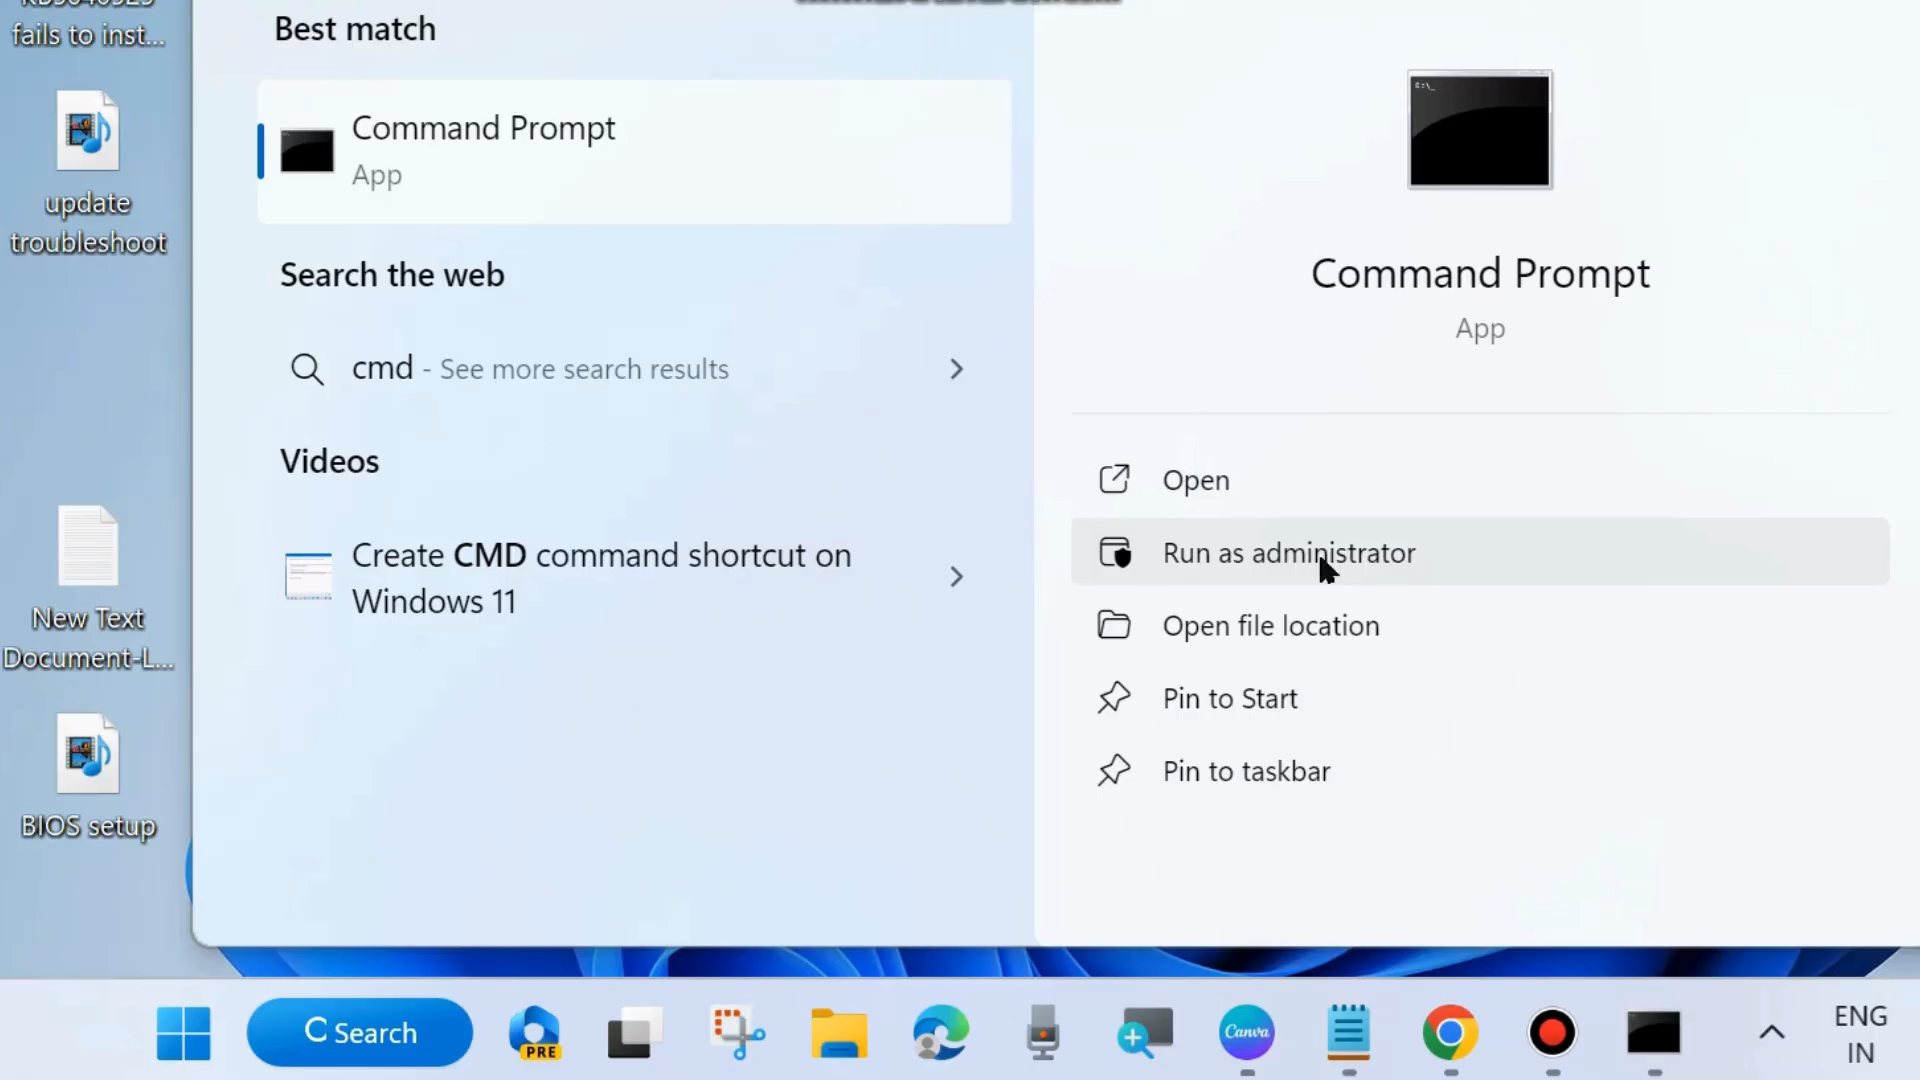 fails to inst...
update
troubleshoot
New Text
Document-L...
BIOS setup
Best match
Command Prompt
App
Search the web
cmd - See more search results
Videos
Create CMD command shortcut on
Windows 11
C:\_
Command Prompt
App
Open
Run as administrator
Open file location
Pin to Start
Pin to taskbar
Search
PRE
Canva
ENG
IN